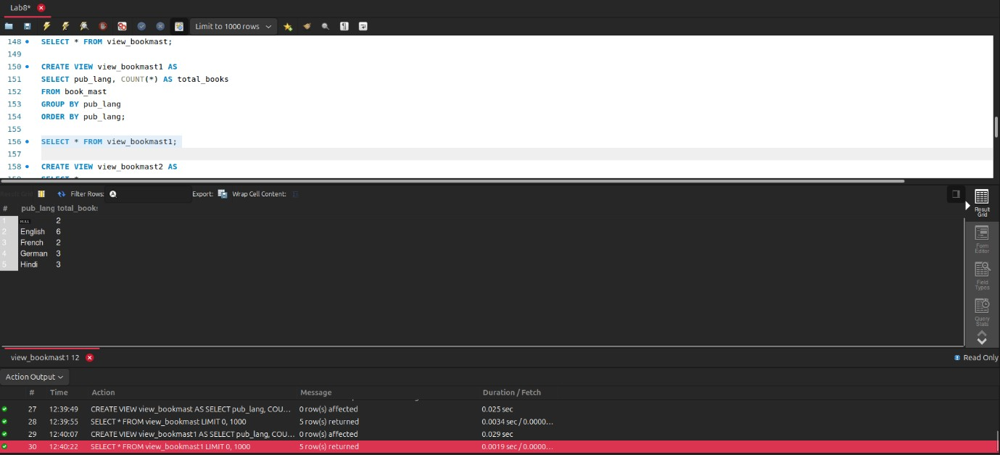 Lab8*
Limit to 1000 rows
148 SELECT * FROM view_bookmast;
149
150 CREATE VIEW view_bookmast1 AS
151 SELECT pub_lang, COUNT(*) AS total_books
152 FROM book_mast
153 GROUP BY pub_lang
154 ORDER BY pub_lang;
155
156 SELECT * FROM view_bookmast1;
157
158 CREATE VIEW view_bookmast2 AS
159 SELECT *
Result Grid Filter Rows: Export: Wrap Cell Content:
# pub_lang total_books
1 NULL 2
2 English 6
3 French 2
4 German 3
5 Hindi 3
Result
Grid
Form
Editor
Field
Types
Query
Stats
view_bookmast1 12 Read Only
Action Output
# Time Action Message Duration / Fetch
27 12:39:49 CREATE VIEW view_bookmast AS SELECT pub_lang, COU... 0 row(s) affected 0.025 sec
28 12:39:55 SELECT * FROM view_bookmast LIMIT 0, 1000 5 row(s) returned 0.0034 sec / 0.0000...
29 12:40:07 CREATE VIEW view_bookmast1 AS SELECT pub_lang, COU... 0 row(s) affected 0.029 sec
30 12:40:22 SELECT * FROM view_bookmast1 LIMIT 0, 1000 5 row(s) returned 0.0019 sec / 0.0000...